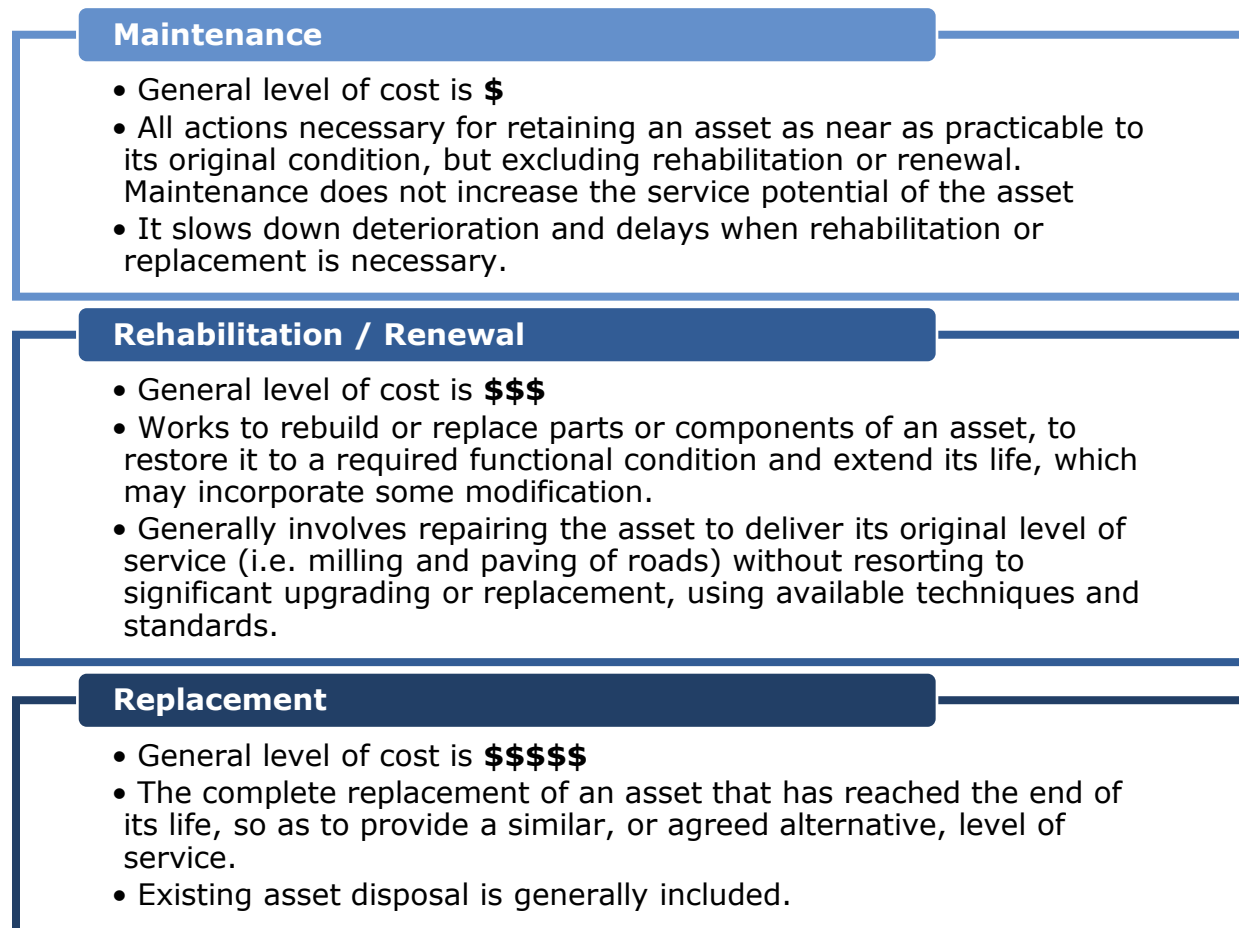 Maintenance
• General level of cost is $
• All actions necessary for retaining an asset as near as practicable to
its original condition, but excluding rehabilitation or renewal.
Maintenance does not increase the service potential of the asset
• It slows down deterioration and delays when rehabilitation or
replacement is necessary.
Rehabilitation / Renewal
• General level of cost is $$$
• Works to rebuild or replace parts or components of an asset, to
restore it to a required functional condition and extend its life, which
may incorporate some modification.
• Generally involves repairing the asset to deliver its original level of
service (i.e. milling and paving of roads) without resorting to
significant upgrading or replacement, using available techniques and
standards.
Replacement
• General level of cost is $$$$$
• The complete replacement of an asset that has reached the end of
its life, so as to provide a similar, or agreed alternative, level of
service.
• Existing asset disposal is generally included.